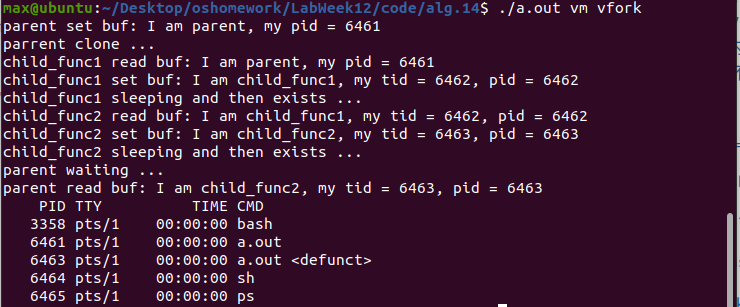 max@ubuntu:~/Desktop/oshomework/LabWeek12/code/alg.14$ ./a.out vm vfork
parent set buf: I am parent, my pid = 6461
parrent clone ...
child_func1 read buf: I am parent, my pid = 6461
child_func1 set buf: I am child_func1, my tid = 6462, pid = 6462
child_func1 sleeping and then exists ...
child_func2 read buf: I am child_func1, my tid = 6462, pid = 6462
child_func2 set buf: I am child_func2, my tid = 6463, pid = 6463
child_func2 sleeping and then exists ...
parent waiting ...
parent read buf: I am child_func2, my tid = 6463, pid = 6463
PID TTY TIME CMD
3358 pts/1 00:00:00 bash
6461 pts/1 00:00:00 a.out
6463 pts/1 00:00:00 a.out <defunct>
6464 pts/1 00:00:00 sh
6465 pts/1 00:00:00 ps